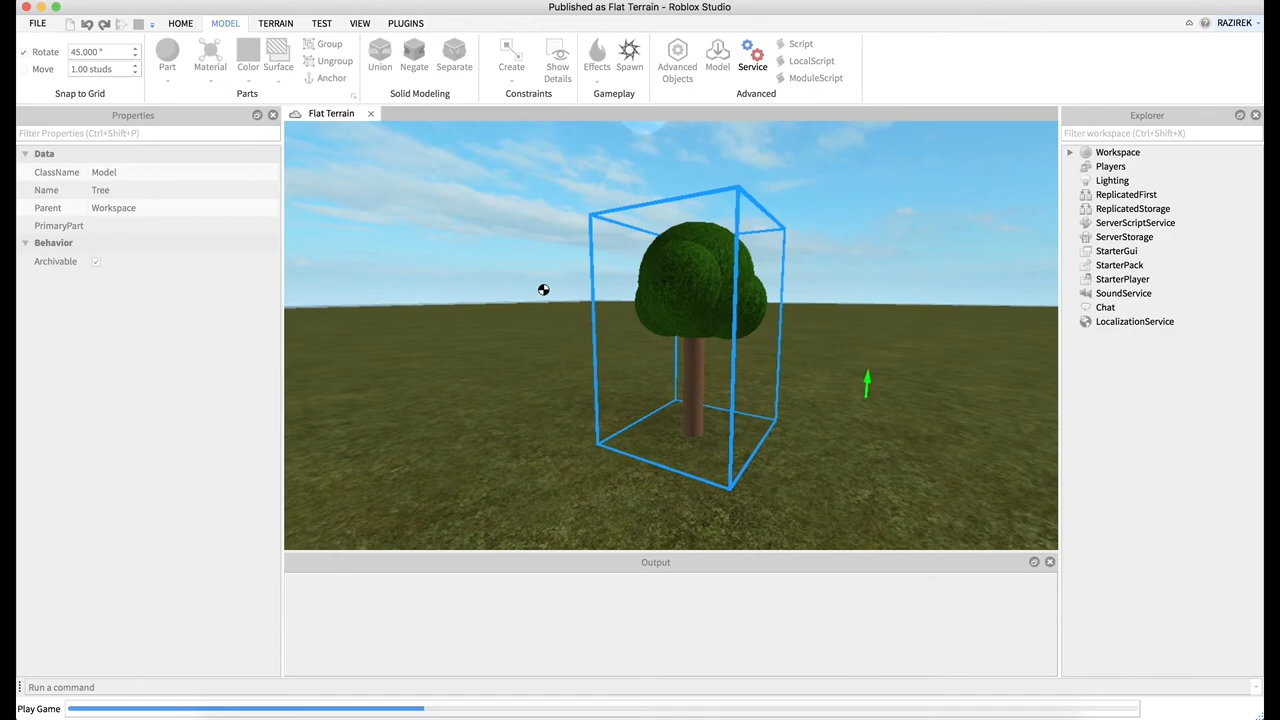 Published as Flat Terrain - Roblox Studio
FILE HOME MODEL TERRAIN TEST VIEW PLUGINS RAZIREK
Rotate 45.000 °
Move 1.00 studs
Snap to Grid
Part Material Color Surface
Group
Ungroup
Anchor
Parts
Union Negate Separate
Solid Modeling
Create Show Details
Constraints
Effects Spawn
Gameplay
Advanced Objects Model Service
Script
LocalScript
ModuleScript
Advanced
Properties
Filter Properties (Ctrl+Shift+P)
Data
ClassName Model
Name Tree
Parent Workspace
PrimaryPart
Behavior
Archivable
Flat Terrain
Output
Explorer
Filter workspace (Ctrl+Shift+X)
Workspace
Players
Lighting
ReplicatedFirst
ReplicatedStorage
ServerScriptService
ServerStorage
StarterGui
StarterPack
StarterPlayer
SoundService
Chat
LocalizationService
Run a command
Play Game